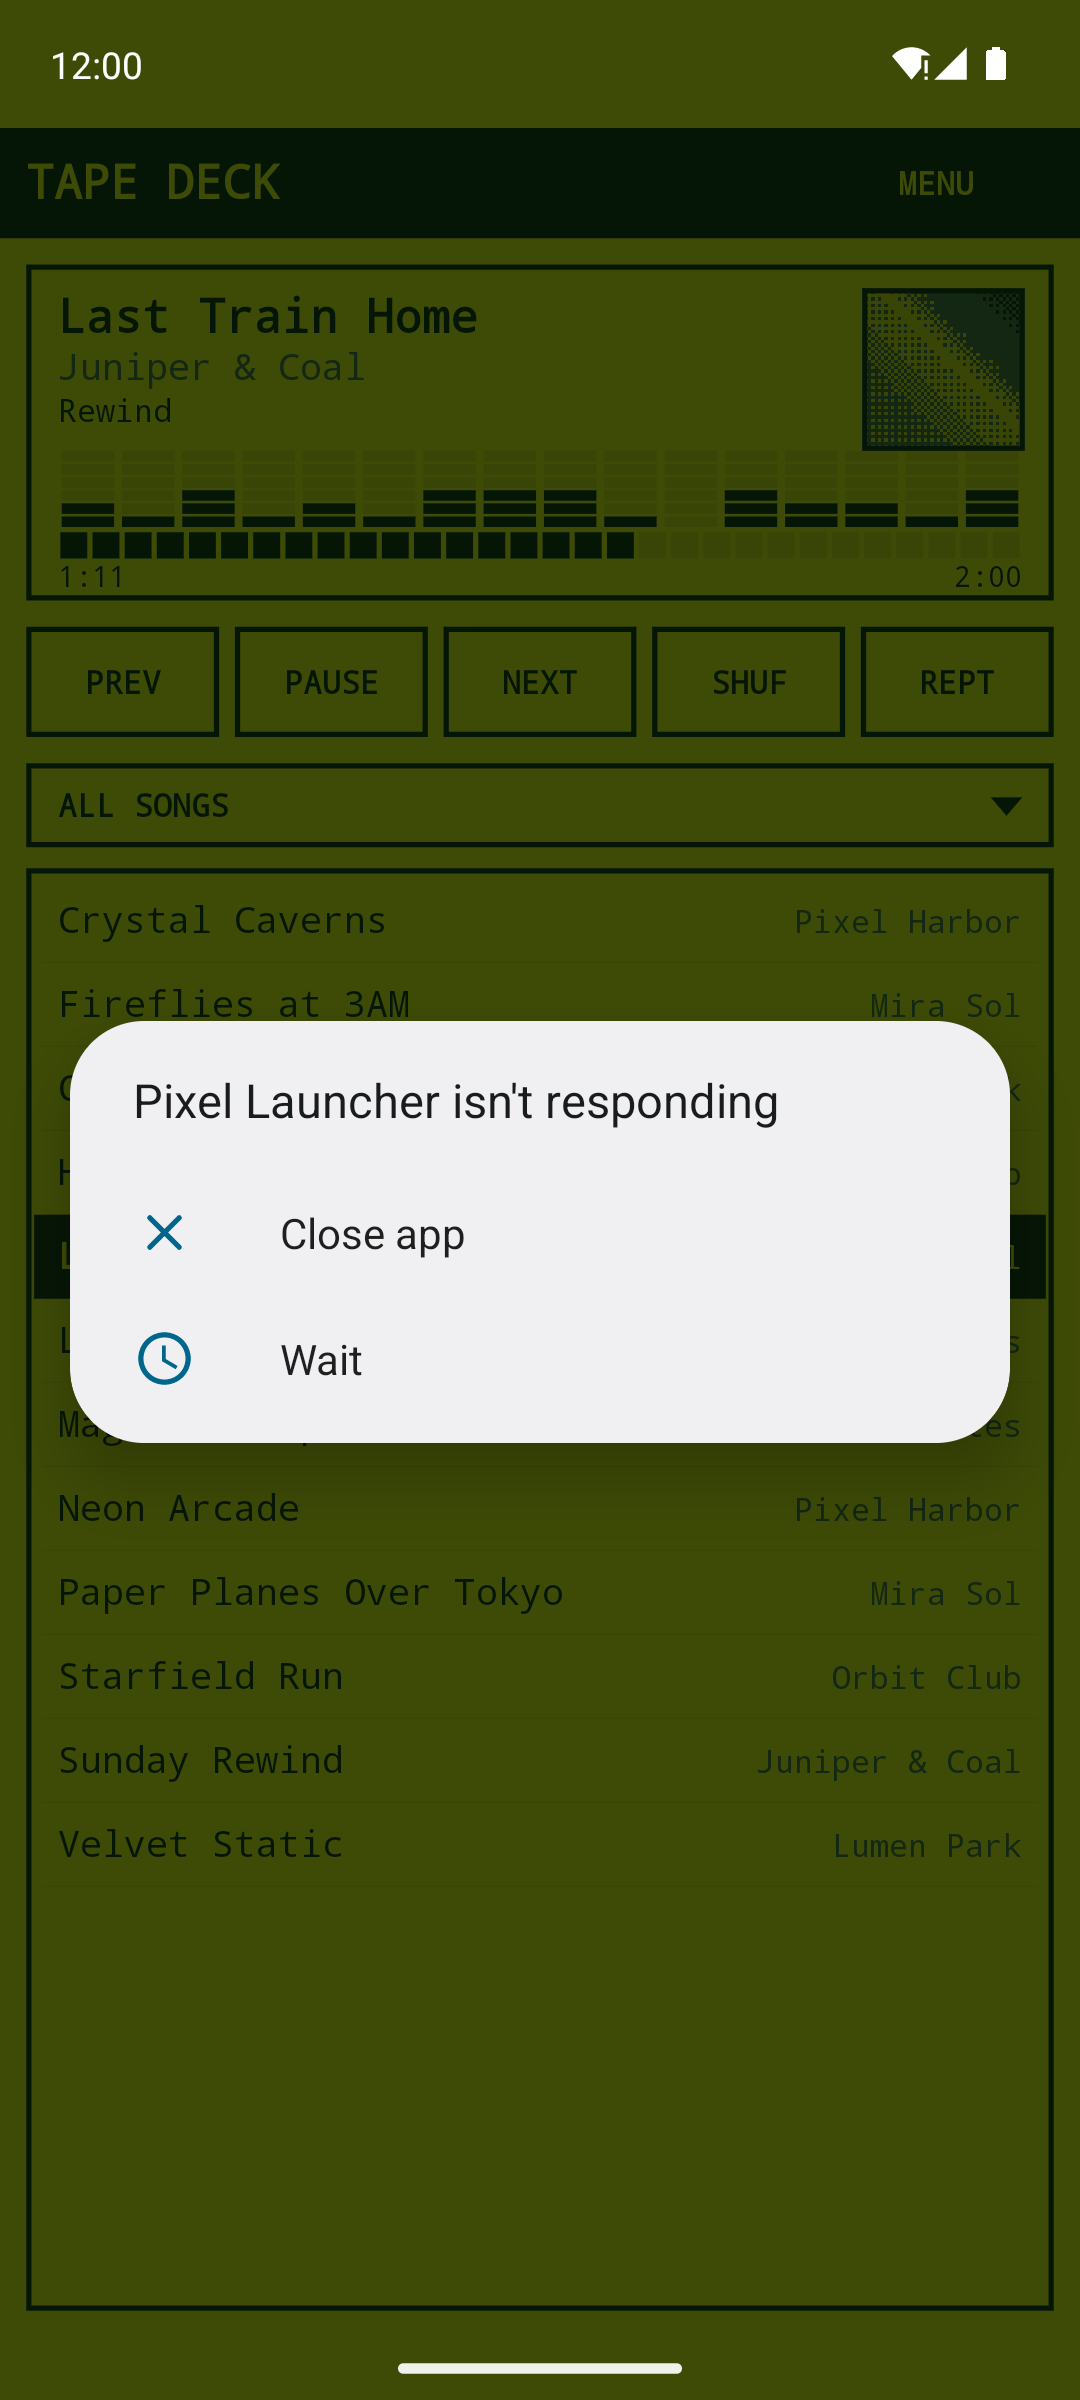 12:00
TAPE DECK
MENU
Last Train Home
Juniper & Coal
Rewind
1:11
2:00
PREV
PAUSE
NEXT
SHUF
REPT
ALL SONGS
Crystal Caverns
Pixel Harbor
Fireflies at 3AM
Mira Sol
Pixel Launcher isn't responding
Close app
Wait
Neon Arcade
Pixel Harbor
Paper Planes Over Tokyo
Mira Sol
Starfield Run
Orbit Club
Sunday Rewind
Juniper & Coal
Velvet Static
Lumen Park